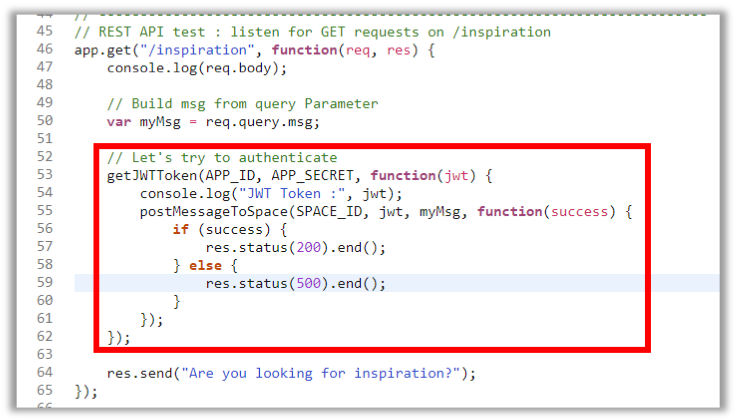 45 // REST API test : listen for GET requests on /inspiration
46 app.get("/inspiration", function(req, res) {
47     console.log(req.body);
48
49     // Build msg from query Parameter
50     var myMsg = req.query.msg;
51
52     // Let's try to authenticate
53     getJWTToken(APP_ID, APP_SECRET, function(jwt) {
54         console.log("JWT Token :", jwt);
55         postMessageToSpace(SPACE_ID, jwt, myMsg, function(success) {
56             if (success) {
57                 res.status(200).end();
58             } else {
59                 res.status(500).end();
60             }
61         });
62     });
63
64     res.send("Are you looking for inspiration?");
65 });